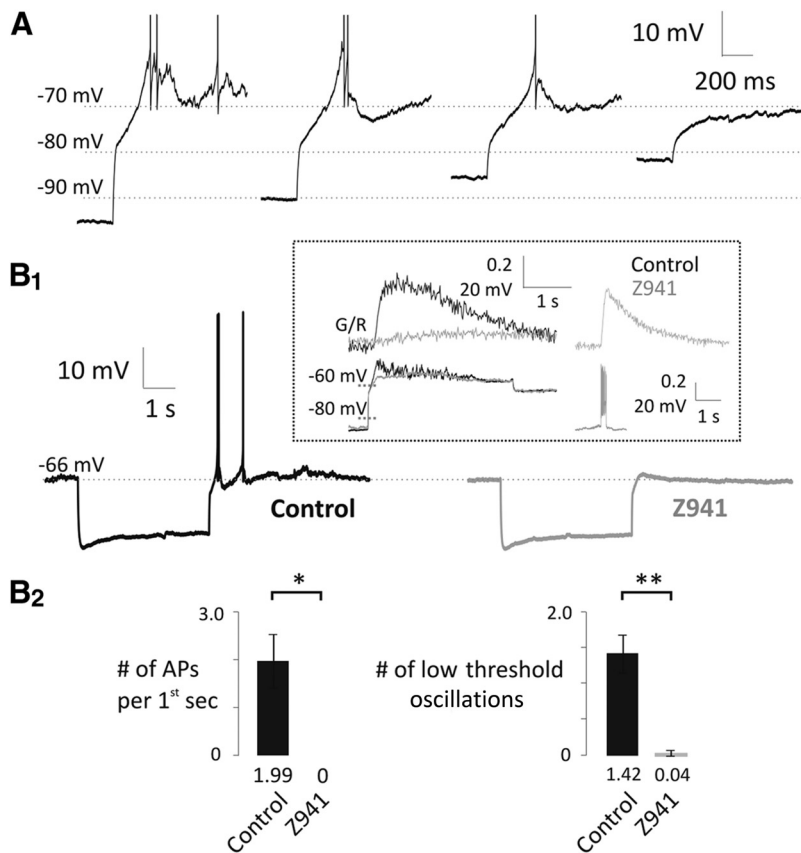 A
10 mV
200 ms
-70 mV
-80 mV
-90 mV
B1
0.2
20 mV
1 s
Control
Z941
G/R
-60 mV
-80 mV
0.2
20 mV
1 s
10 mV
1 s
-66 mV
Control
Z941
B2
*
**
3.0
2.0
# of APs
per 1st sec
# of low threshold
oscillations
0
0
1.99
0
1.42
0.04
Control
Z941
Control
Z941